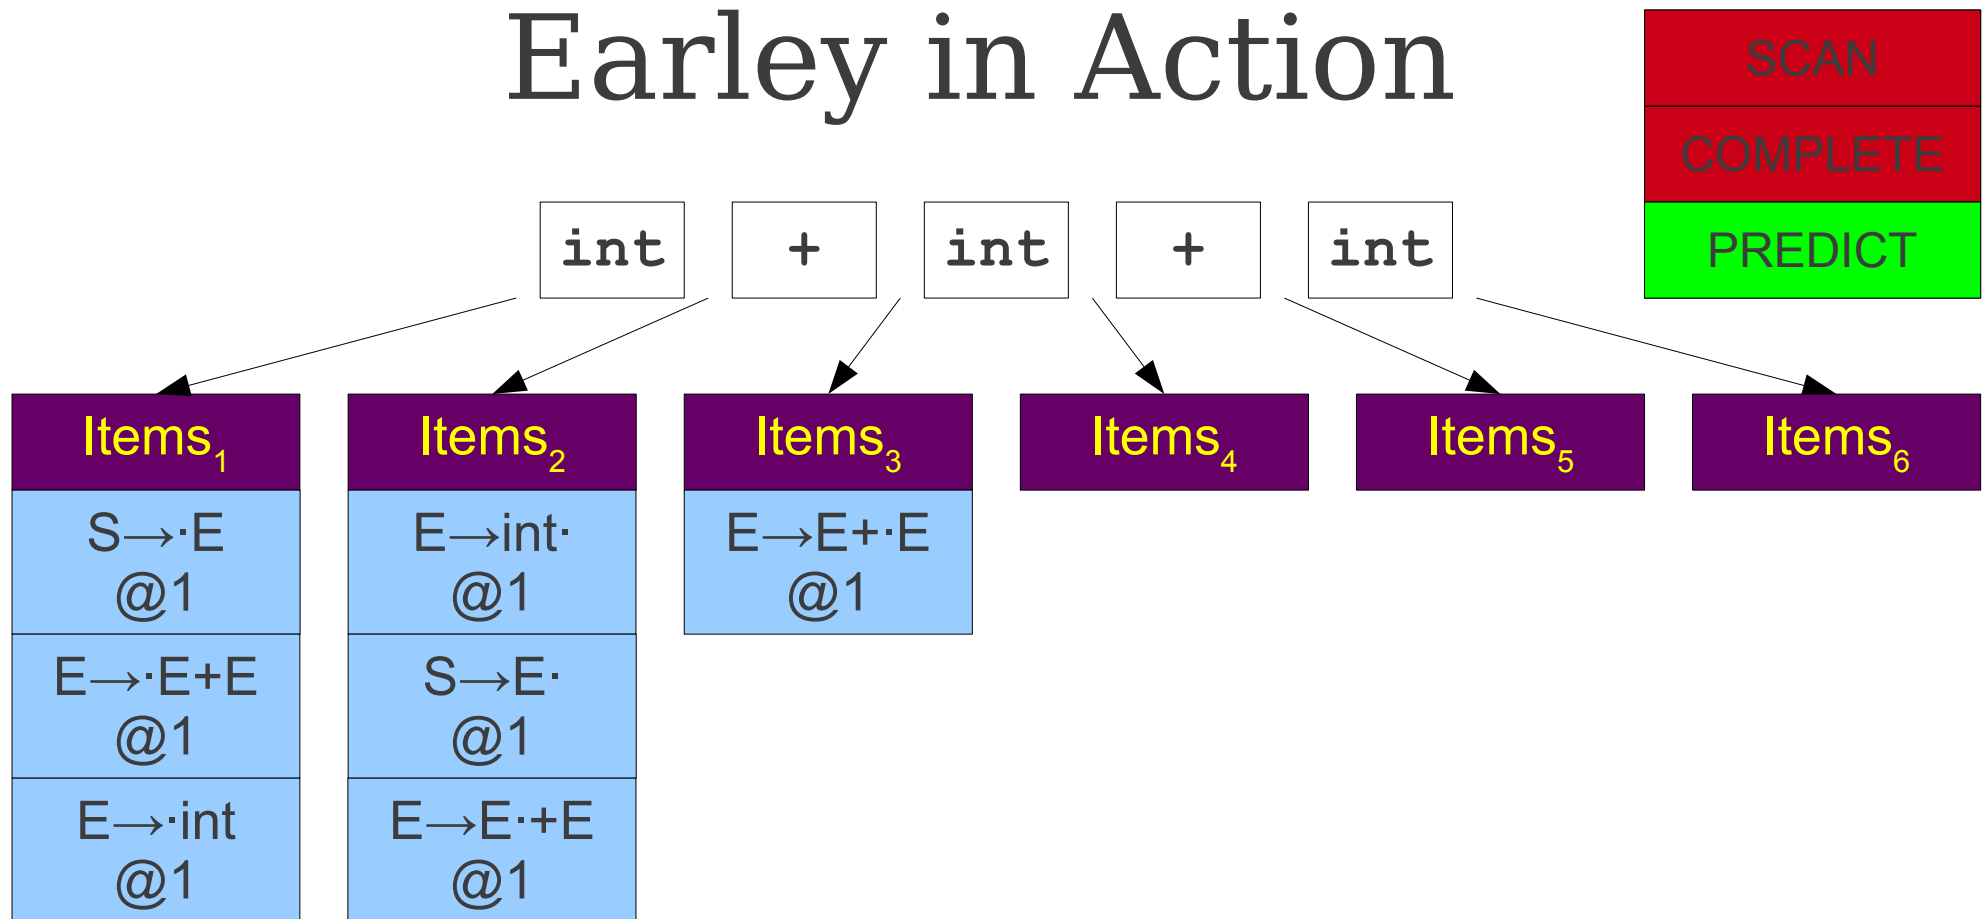 Earley in Action
SCAN
COMPLETE
PREDICT
int + int + int
Items1 Items2 Items3 Items4 Items5 Items6
S→·E E→int· E→E+·E
@1 @1 @1
E→·E+E S→E·
@1 @1
E→·int E→E·+E
@1 @1